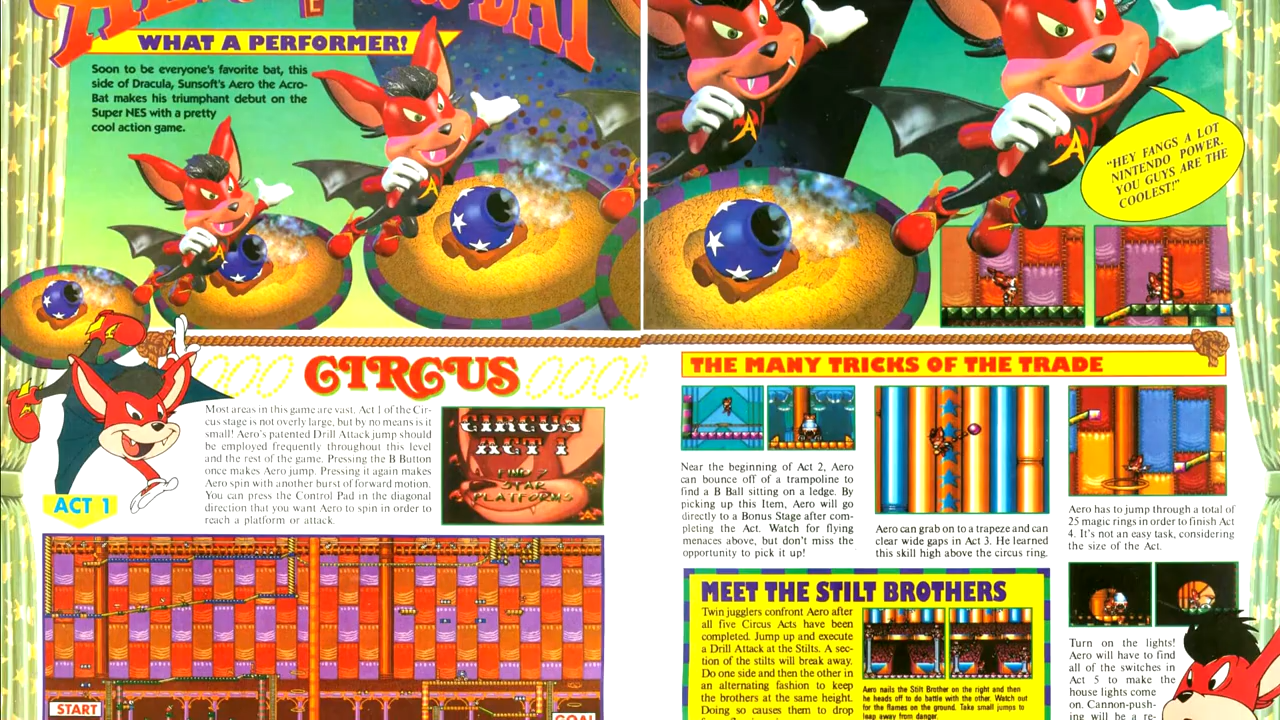 WHAT A PERFORMER!
Soon to be everyone's favorite bat, this
side of Dracula, Sunsoft's Aero the Acro-
Bat makes his triumphant debut on the
Super NES with a pretty
cool action game.
"HEY FANGS A LOT
NINTENDO POWER.
YOU GUYS ARE THE
COOLEST!"
CIRCUS
ACT 1
Most areas in this game are vast. Act 1 of the Cir-
cus stage is not overly large, but by no means is it
small! Aero's patented Drill Attack jump should
be employed frequently throughout this level
and the rest of the game. Pressing the B Button
once makes Aero jump. Pressing it again makes
Aero spin with another burst of forward motion.
You can press the Control Pad in the diagonal
direction that you want Aero to spin in order to
reach a platform or attack.
CIRCUS
ACT 1
FIND 7
STAR
PLATFORMS
START
GOAL
THE MANY TRICKS OF THE TRADE
Near the beginning of Act 2, Aero
can bounce off of a trampoline to
find a B Ball sitting on a ledge. By
picking up this Item, Aero will go
directly to a Bonus Stage after com-
pleting the Act. Watch for flying
menaces above, but don't miss the
opportunity to pick it up!
Aero can grab on to a trapeze and can
clear wide gaps in Act 3. He learned
this skill high above the circus ring.
Aero has to jump through a total of
25 magic rings in order to finish Act
4. It's not an easy task, considering
the size of the Act.
MEET THE STILT BROTHERS
Twin jugglers confront Aero after
all five Circus Acts have been
completed. Jump up and execute
a Drill Attack at the Stilts. A sec-
tion of the stilts will break away.
Do one side and then the other in
an alternating fashion to keep
the brothers at the same height.
Doing so causes them to drop
Aero nails the Stilt Brother on the right and then
he heads off to do battle with the other. Watch out
for the flames on the ground. Take small jumps to
leap away from danger.
Turn on the lights!
Aero will have to find
all of the switches in
Act 5 to make the
house lights come
on. Cannon-push-
ing will be a re-